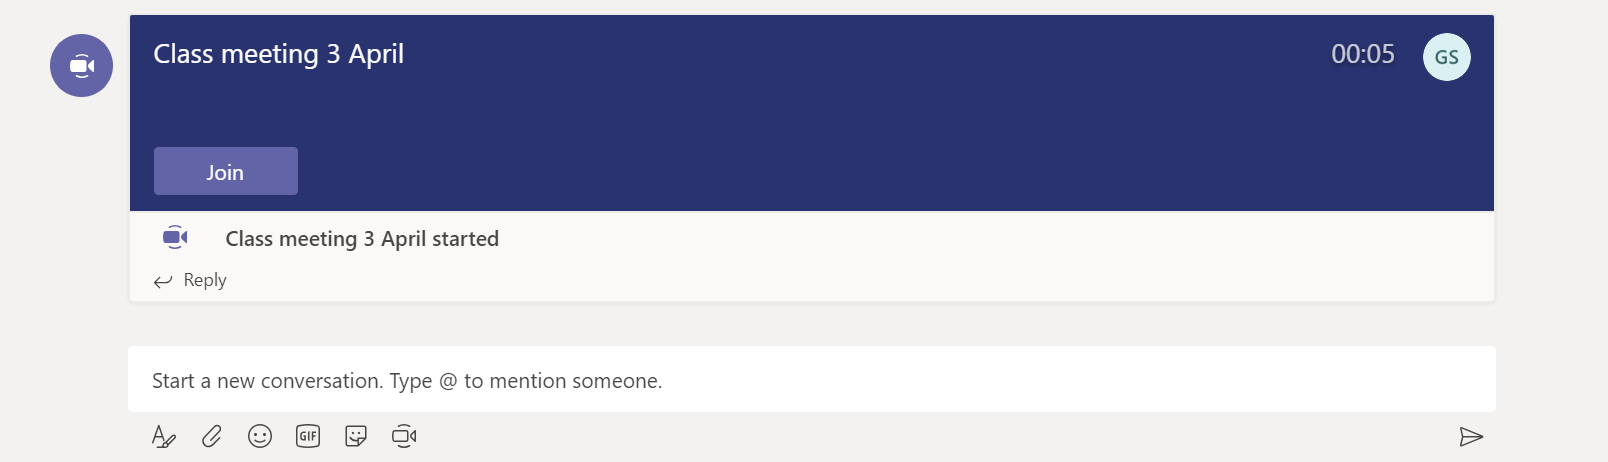 Class meeting 3 April
00:05
GS
Join
Class meeting 3 April started
Reply
Start a new conversation. Type @ to mention someone.
GIF